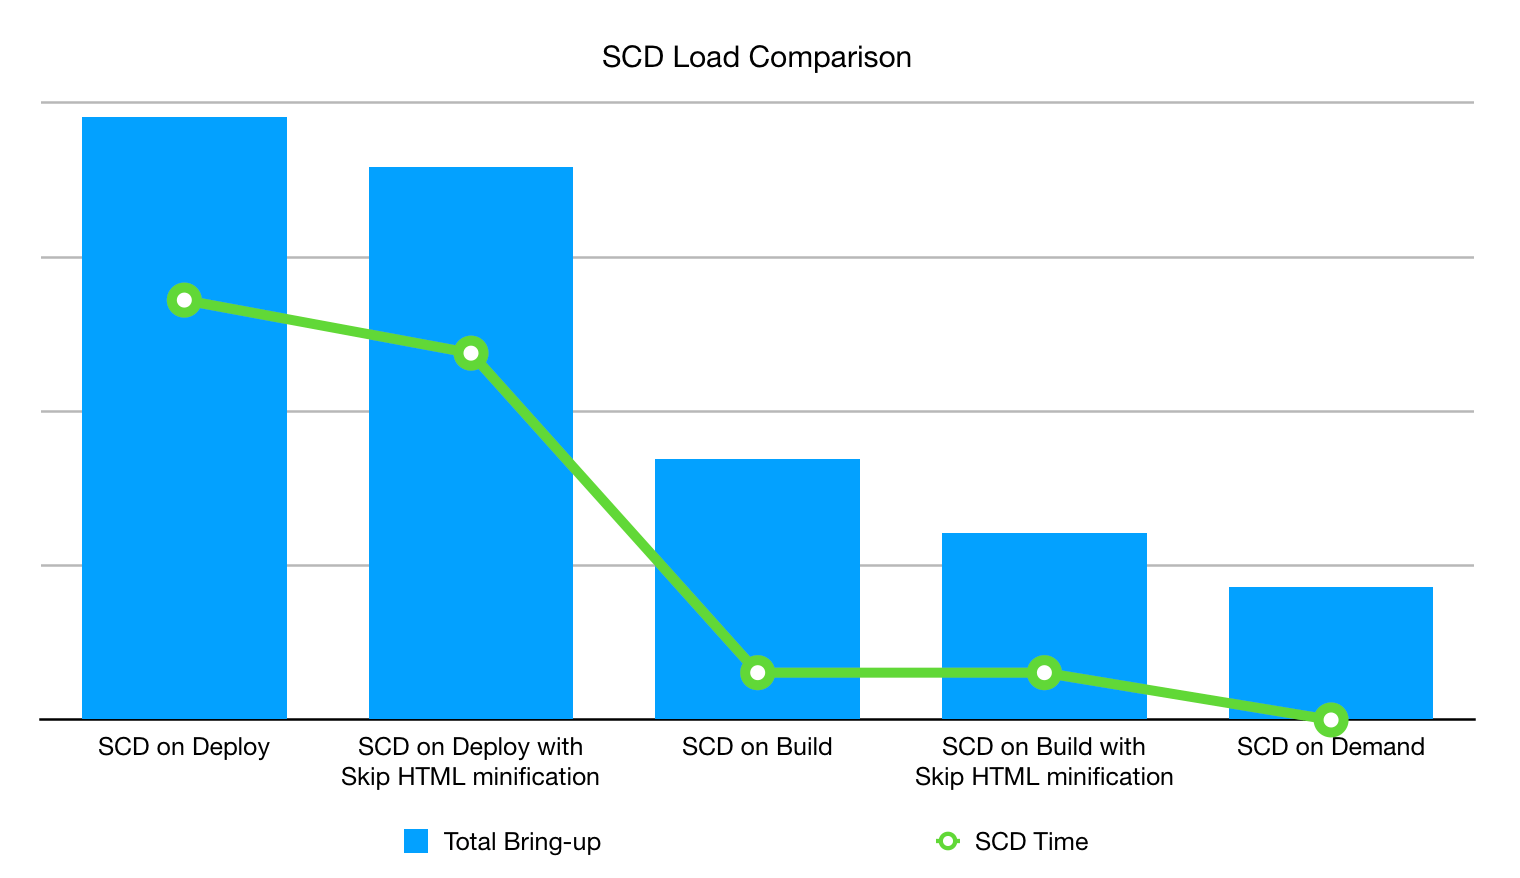 SCD Load Comparison
SCD on Deploy
SCD on Deploy with
Skip HTML minification
SCD on Build
SCD on Build with
Skip HTML minification
SCD on Demand
Total Bring-up
SCD Time